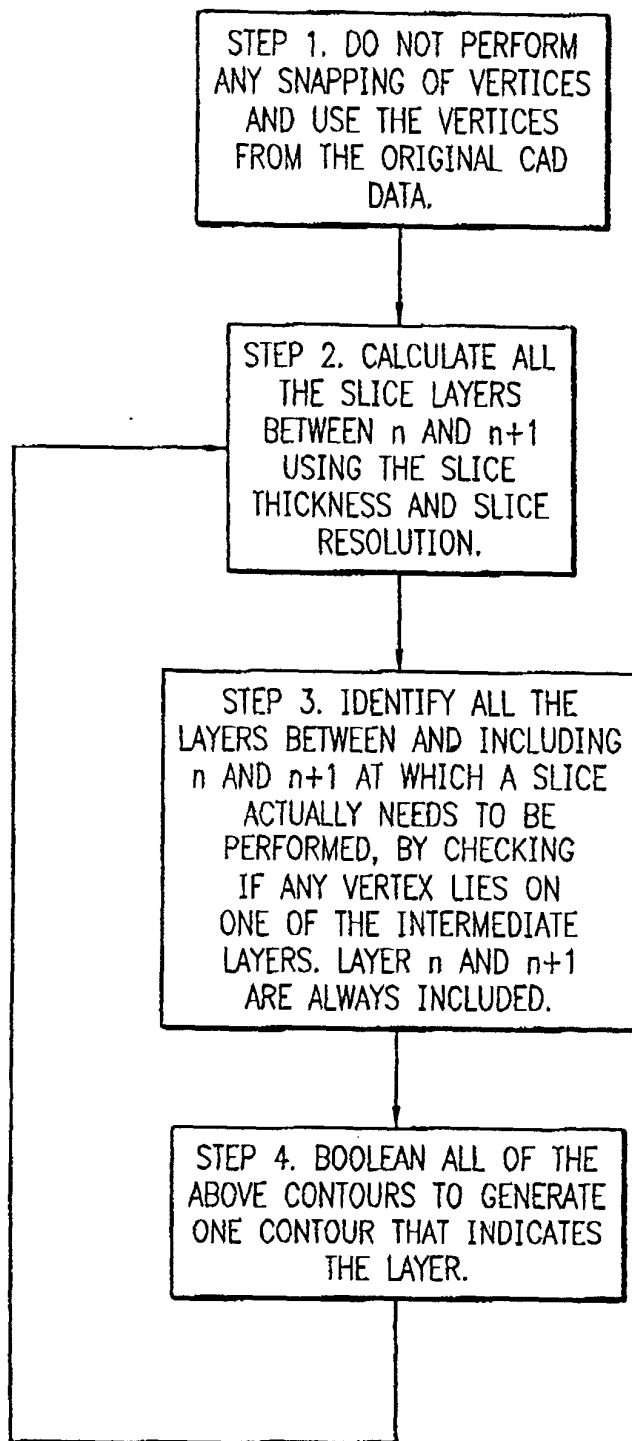 STEP 1. DO NOT PERFORM
ANY SNAPPING OF VERTICES
AND USE THE VERTICES
FROM THE ORIGINAL CAD
DATA.
STEP 2. CALCULATE ALL
THE SLICE LAYERS
BETWEEN n AND n+1
USING THE SLICE
THICKNESS AND SLICE
RESOLUTION.
STEP 3. IDENTIFY ALL THE
LAYERS BETWEEN AND INCLUDING
n AND n+1 AT WHICH A SLICE
ACTUALLY NEEDS TO BE
PERFORMED, BY CHECKING
IF ANY VERTEX LIES ON
ONE OF THE INTERMEDIATE
LAYERS. LAYER n AND n+1
ARE ALWAYS INCLUDED.
STEP 4. BOOLEAN ALL OF THE
ABOVE CONTOURS TO GENERATE
ONE CONTOUR THAT INDICATES
THE LAYER.